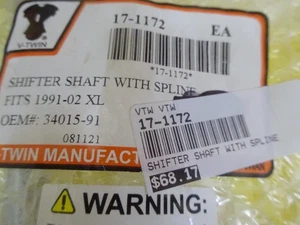 V-TWIN
17-1172 EA
*17-1172*
SHIFTER SHAFT WITH SPLINE
FITS 1991-02 XL
OEM#: 34015-91
081121
-TWIN MANUFAC
VTW VTW
17-1172
SHIFTER SHAFT WITH SPLINE
$68.17
WARNING: